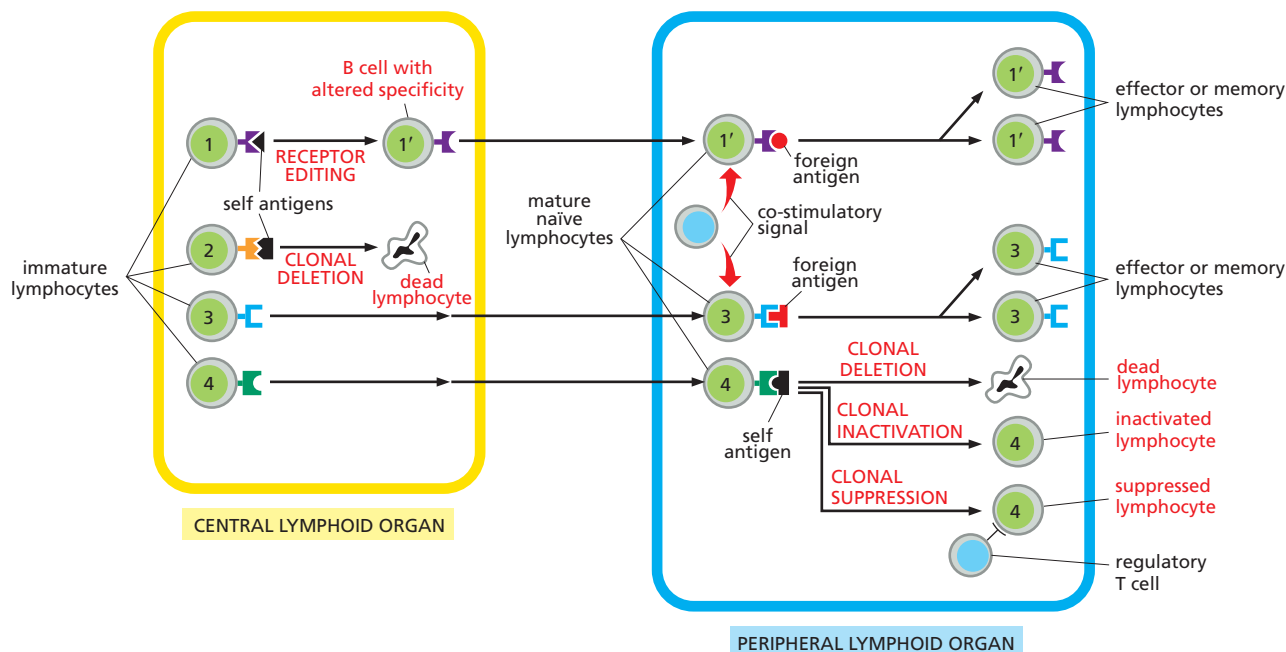 B cell with
altered specificity
1
RECEPTOR
EDITING
1′
self antigens
immature
lymphocytes
2
CLONAL
DELETION
dead
lymphocyte
3
4
CENTRAL LYMPHOID ORGAN
mature
naïve
lymphocytes
1′
foreign
antigen
co-stimulatory
signal
1′
1′
effector or memory
lymphocytes
foreign
antigen
3
3
3
effector or memory
lymphocytes
4
self
antigen
CLONAL
DELETION
dead
lymphocyte
CLONAL
INACTIVATION
4
inactivated
lymphocyte
CLONAL
SUPPRESSION
4
suppressed
lymphocyte
regulatory
T cell
PERIPHERAL LYMPHOID ORGAN